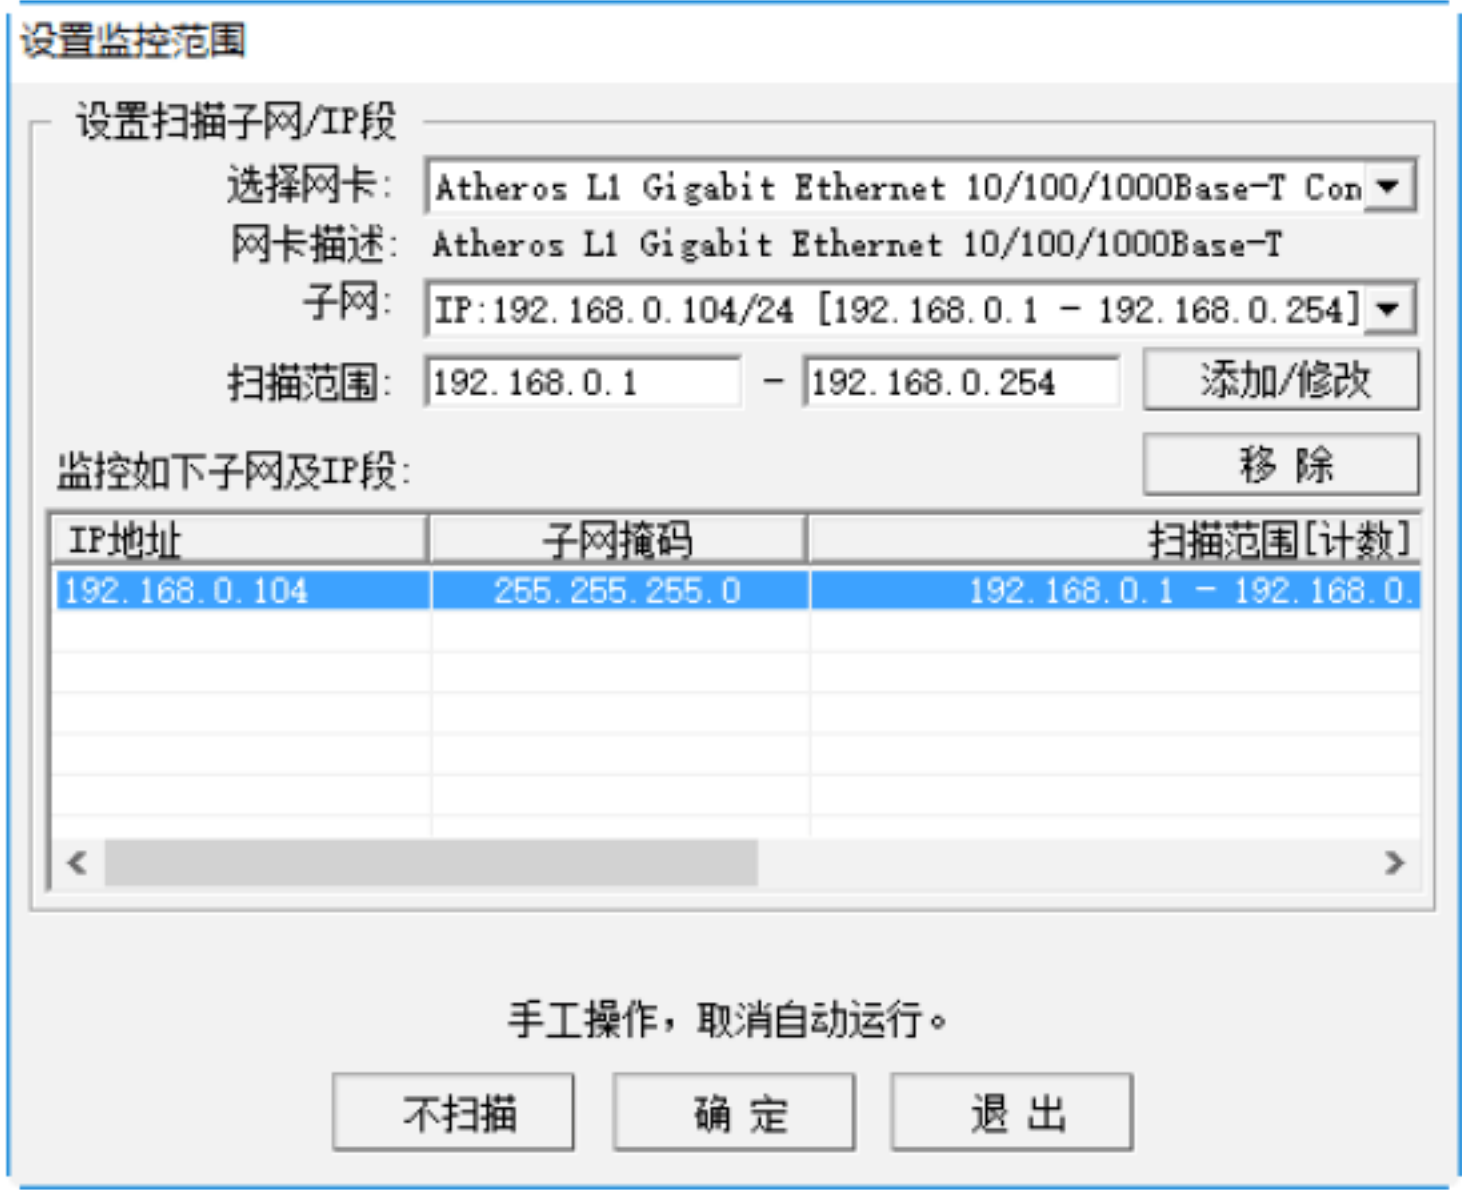 设置监控范围
设置扫描子网/IP段
选择网卡: Atheros L1 Gigabit Ethernet 10/100/1000Base-T Con
网卡描述: Atheros L1 Gigabit Ethernet 10/100/1000Base-T
子网: IP:192.168.0.104/24 [192.168.0.1 - 192.168.0.254]
扫描范围: 192.168.0.1 - 192.168.0.254 添加/修改
监控如下子网及IP段: 移 除
IP地址 子网掩码 扫描范围[计数]
192.168.0.104 255.255.255.0 192.168.0.1 - 192.168.0.
手工操作，取消自动运行。
不扫描 确 定 退 出